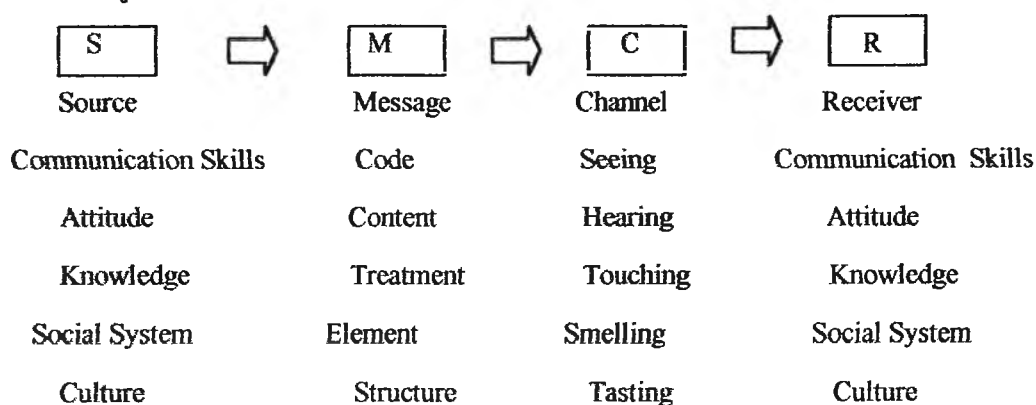 S M C R
Source Message Channel Receiver
Communication Skills Code Seeing Communication Skills
Attitude Content Hearing Attitude
Knowledge Treatment Touching Knowledge
Social System Element Smelling Social System
Culture Structure Tasting Culture